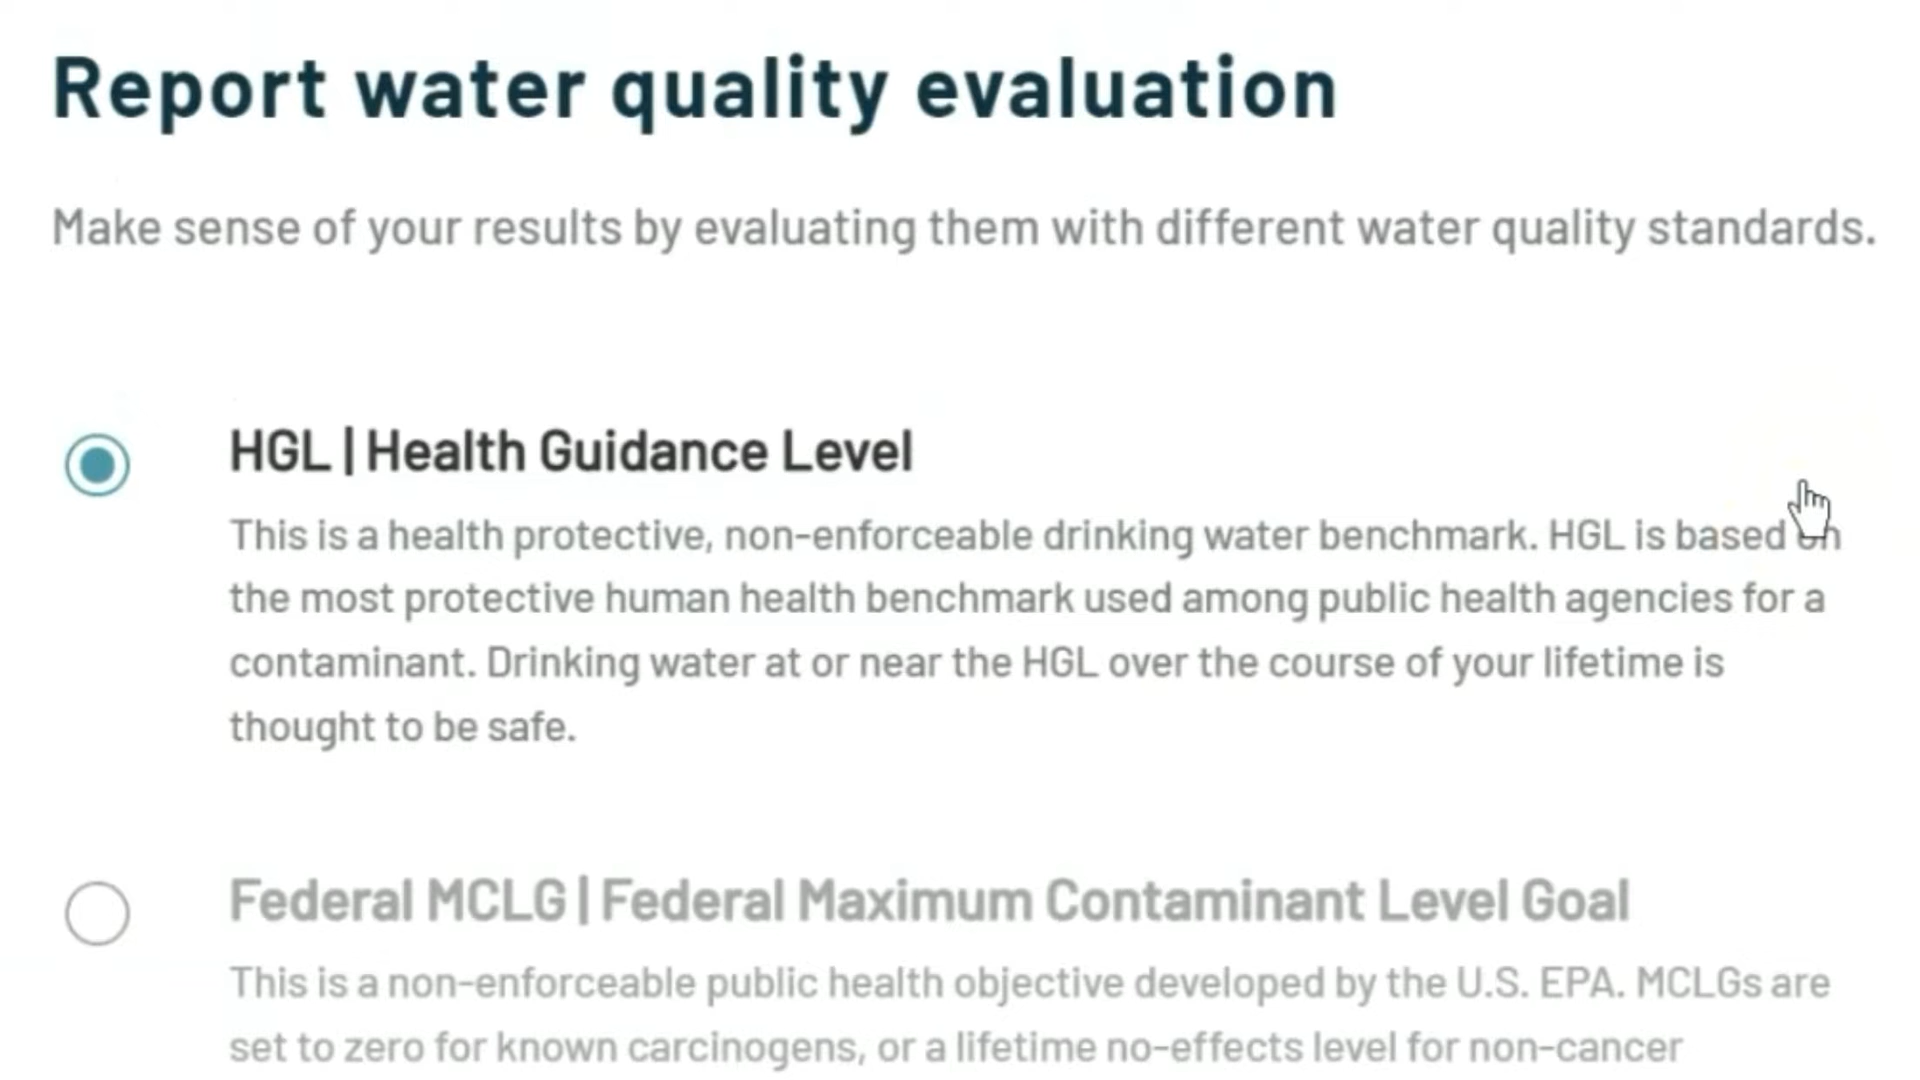 Report water quality evaluation
Make sense of your results by evaluating them with different water quality standards.
HGL | Health Guidance Level
This is a health protective, non-enforceable drinking water benchmark. HGL is based on
the most protective human health benchmark used among public health agencies for a
contaminant. Drinking water at or near the HGL over the course of your lifetime is
thought to be safe.
Federal MCLG | Federal Maximum Contaminant Level Goal
This is a non-enforceable public health objective developed by the U.S. EPA. MCLGs are
set to zero for known carcinogens, or a lifetime no-effects level for non-cancer